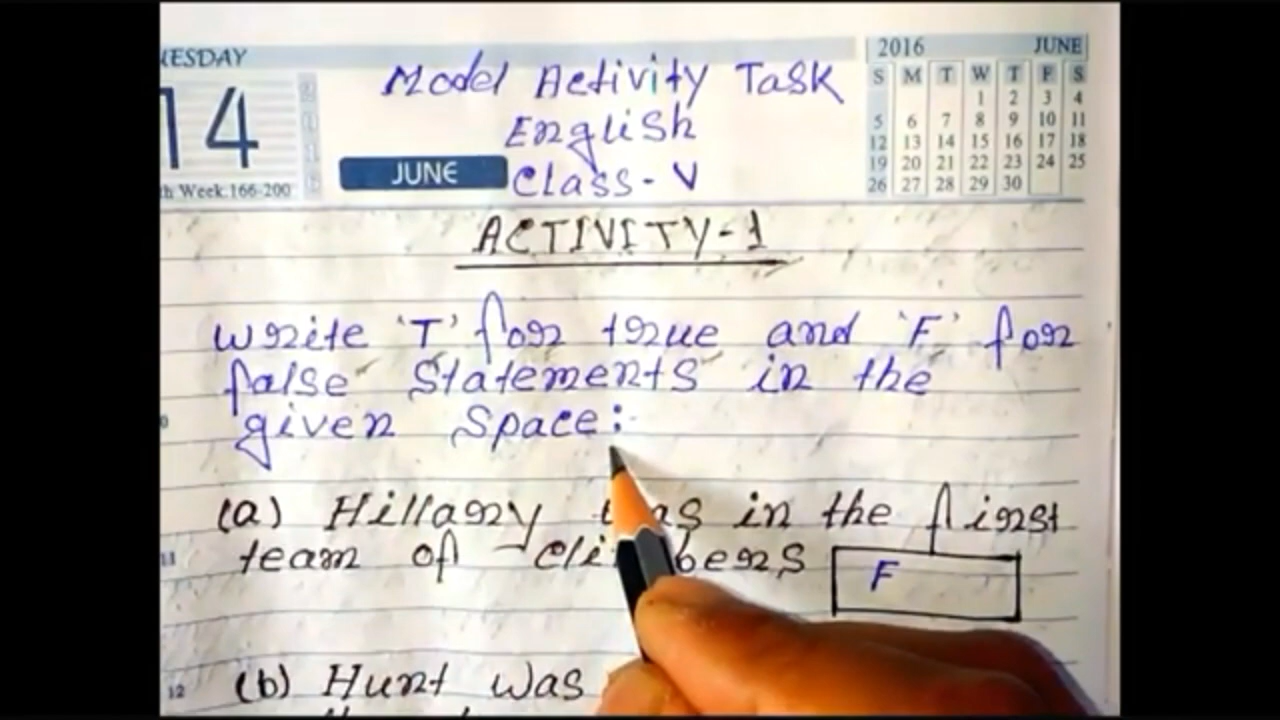 UESDAY
14
JUNE
h Week:166-200
Model Activity Task
English
Class- V
2016 JUNE
S M T W T F S
1 2 3 4
5 6 7 8 9 10 11
12 13 14 15 16 17 18
19 20 21 22 23 24 25
26 27 28 29 30
ACTIVITY-1
Write 'T' for true and 'F' for
false Statements in the
given Space:
(a) Hillary was in the first
team of climbers F
(b) Hunt was
11
12